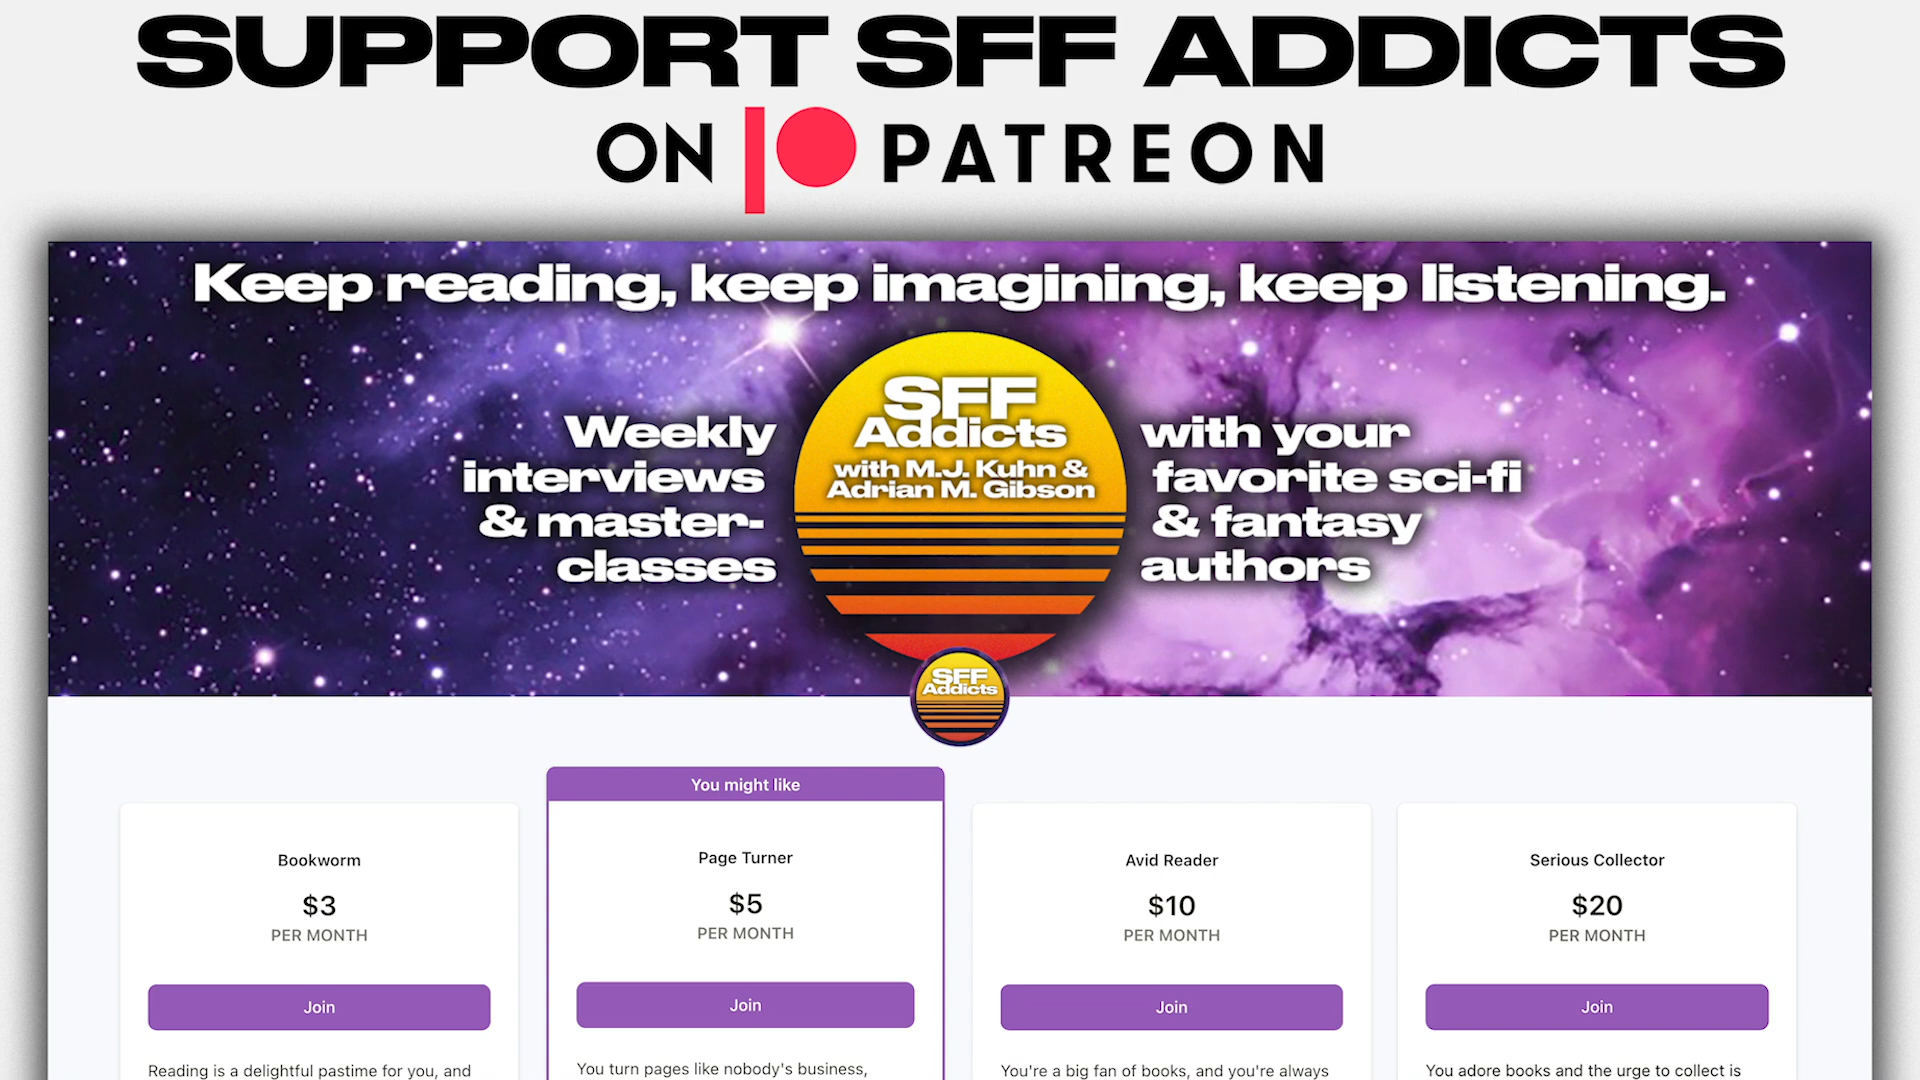 SUPPORT SFF ADDICTS
ON PATREON
Keep reading, keep imagining, keep listening.
Weekly
interviews
& master-
classes
SFF
Addicts
with M.J. Kuhn &
Adrian M. Gibson
with your
favorite sci-fi
& fantasy
authors
SFF
Addicts
You might like
Bookworm
$3
PER MONTH
Join
Reading is a delightful pastime for you, and
Page Turner
$5
PER MONTH
Join
You turn pages like nobody's business,
Avid Reader
$10
PER MONTH
Join
You're a big fan of books, and you're always
Serious Collector
$20
PER MONTH
Join
You adore books and the urge to collect is